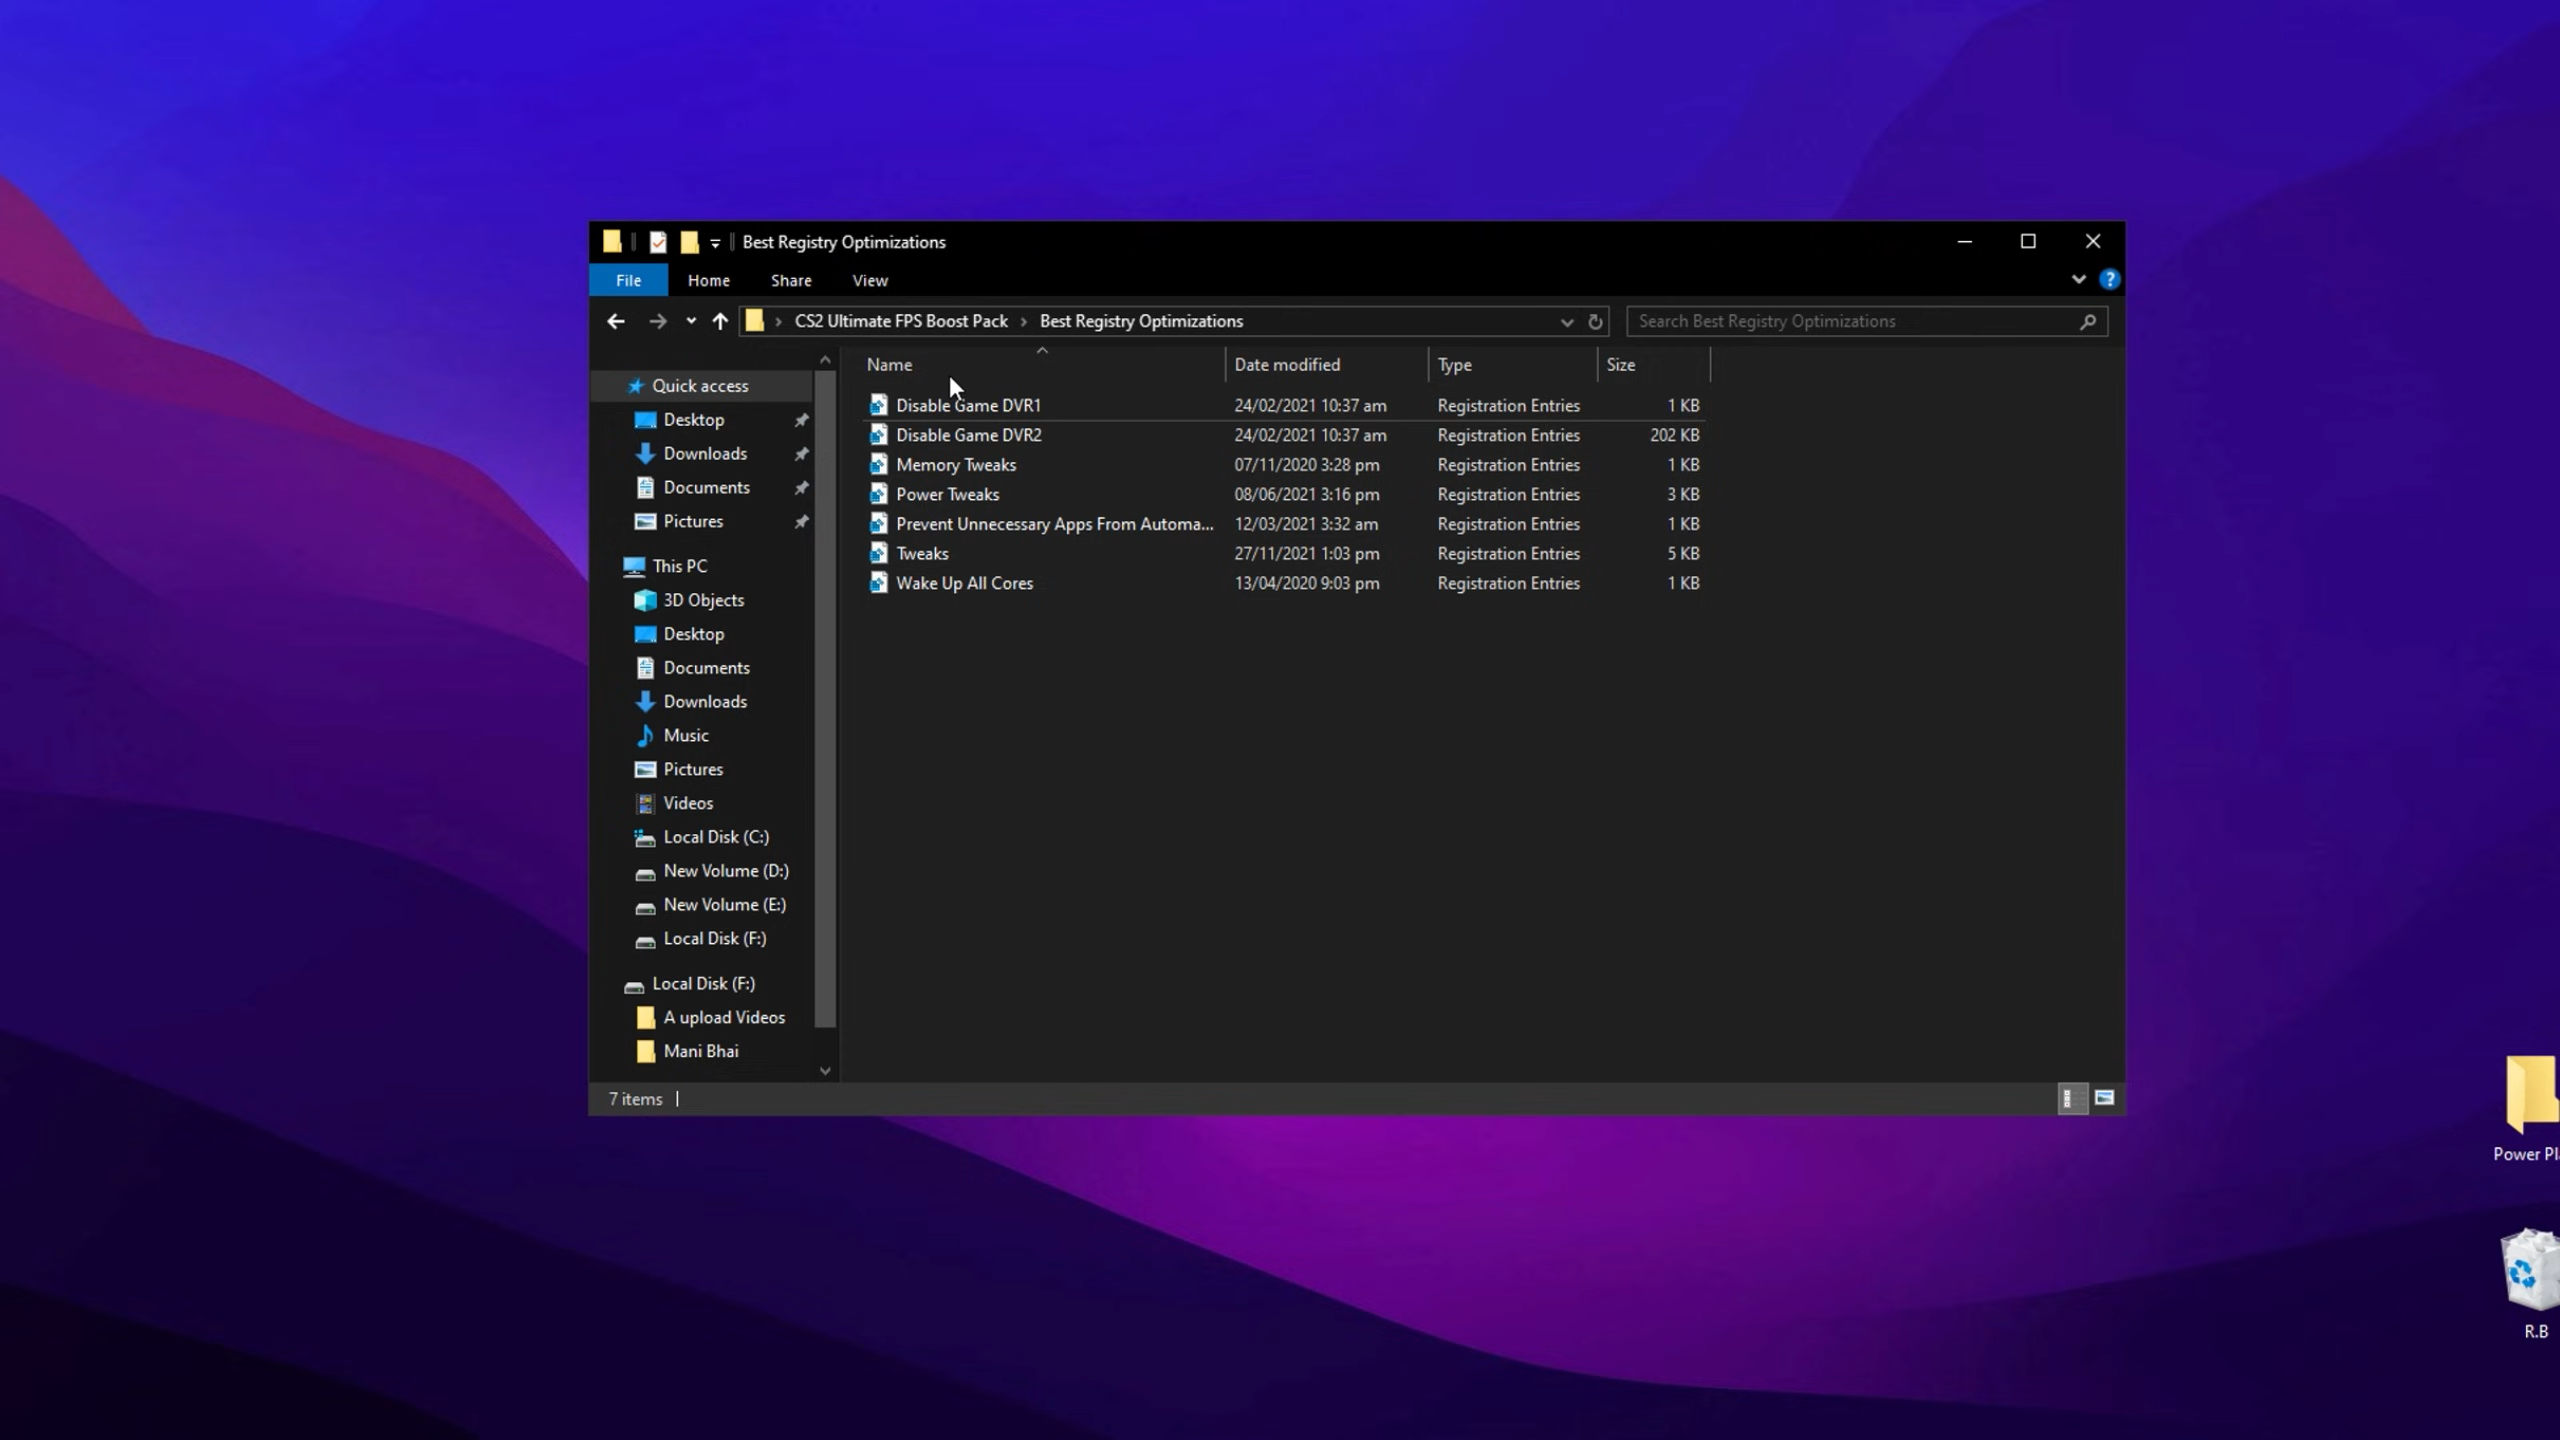 Best Registry Optimizations
File Home Share View
CS2 Ultimate FPS Boost Pack Best Registry Optimizations
Search Best Registry Optimizations
Name Date modified Type Size
Disable Game DVR1 24/02/2021 10:37 am Registration Entries 1 KB
Disable Game DVR2 24/02/2021 10:37 am Registration Entries 202 KB
Memory Tweaks 07/11/2020 3:28 pm Registration Entries 1 KB
Power Tweaks 08/06/2021 3:16 pm Registration Entries 3 KB
Prevent Unnecessary Apps From Automa... 12/03/2021 3:32 am Registration Entries 1 KB
Tweaks 27/11/2021 1:03 pm Registration Entries 5 KB
Wake Up All Cores 13/04/2020 9:03 pm Registration Entries 1 KB
Quick access
Desktop
Downloads
Documents
Pictures
This PC
3D Objects
Desktop
Documents
Downloads
Music
Pictures
Videos
Local Disk (C:)
New Volume (D:)
New Volume (E:)
Local Disk (F:)
Local Disk (F:)
A upload Videos
Mani Bhai
7 items
Power Pl
R.B